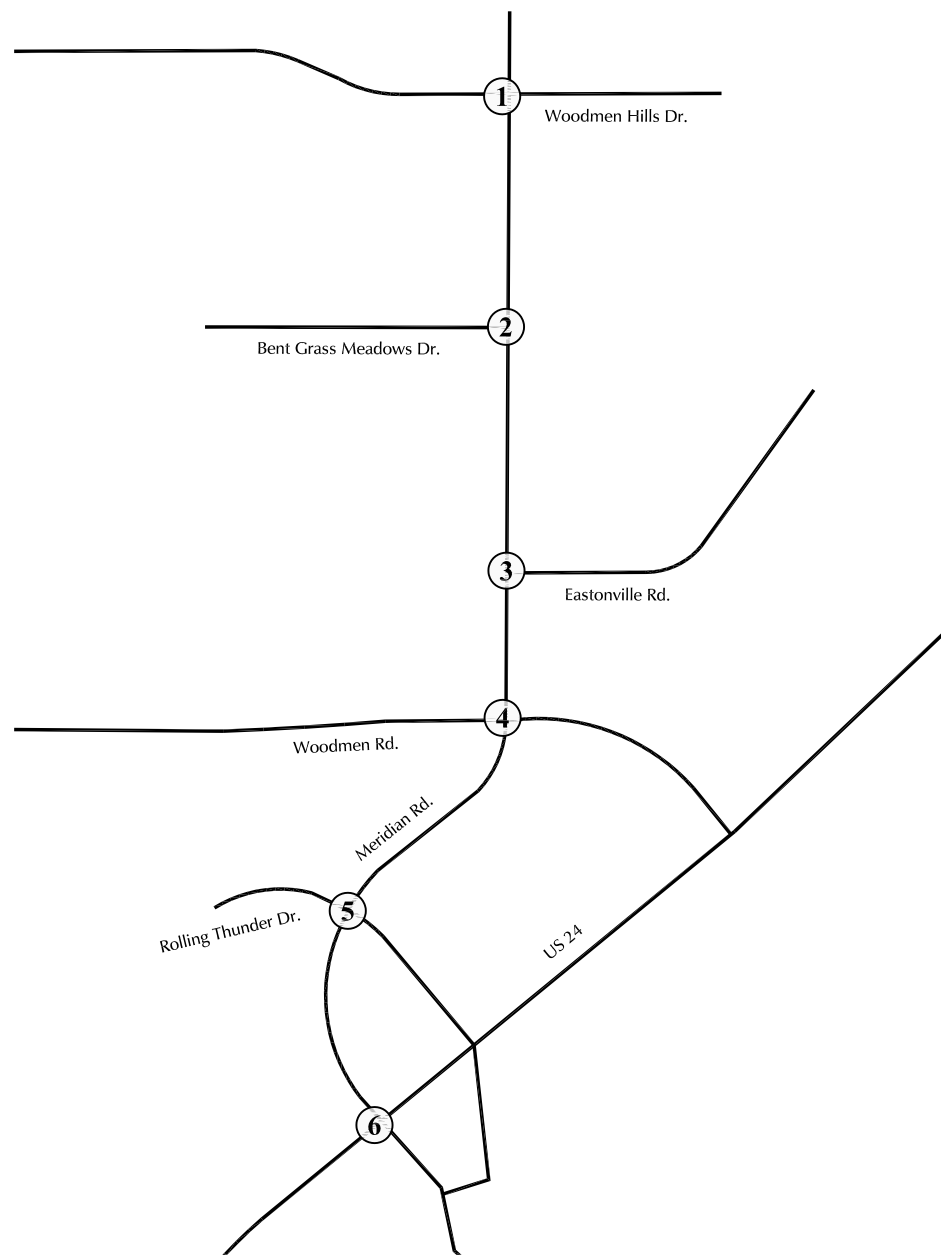 1
Woodmen Hills Dr.
2
Bent Grass Meadows Dr.
3
Eastonville Rd.
4
Woodmen Rd.
Meridian Rd.
5
Rolling Thunder Dr.
US 24
6